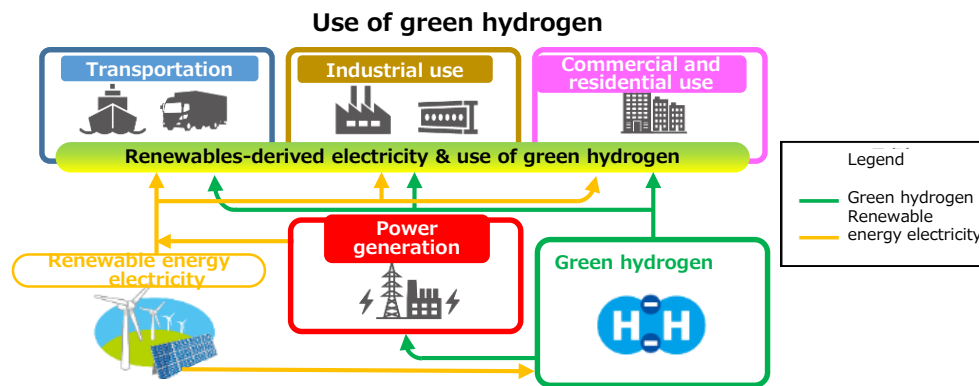 Use of green hydrogen
Transportation
Industrial use
Commercial and
residential use
Renewables-derived electricity & use of green hydrogen
Legend
Green hydrogen
Renewable
energy electricity
Power
generation
Renewable energy
electricity
Green hydrogen
H H